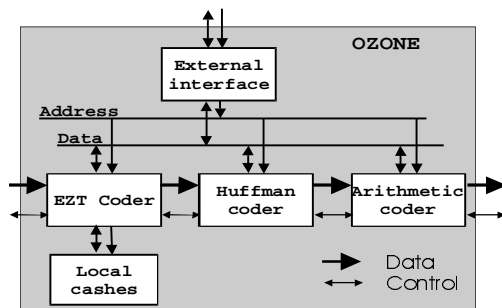 OZONE
External
interface
Address
Data
EZT Coder
Huffman
coder
Arithmetic
coder
Local
cashes
Data
Control